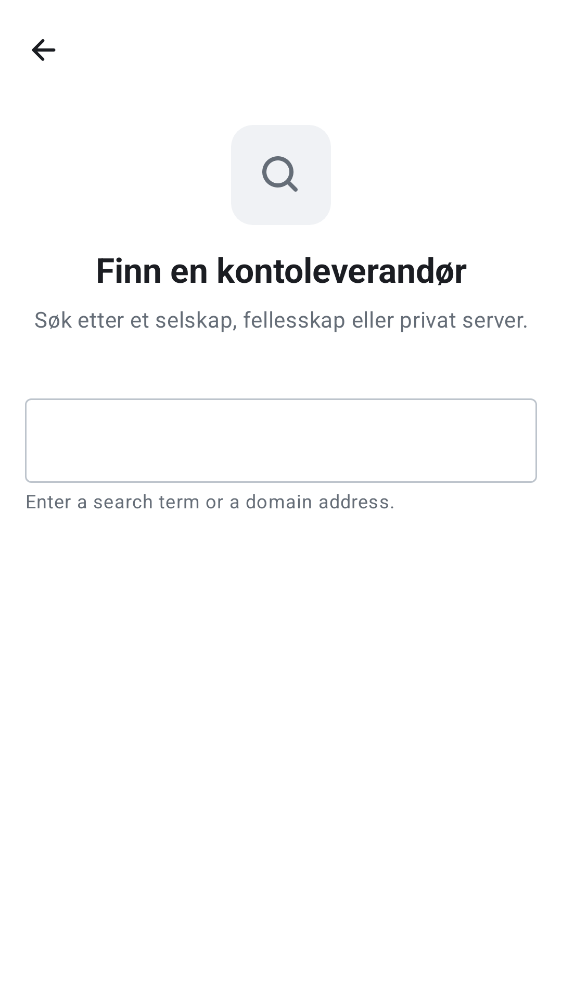 Finn en kontoleverandør
Søk etter et selskap, fellesskap eller privat server.
Enter a search term or a domain address.